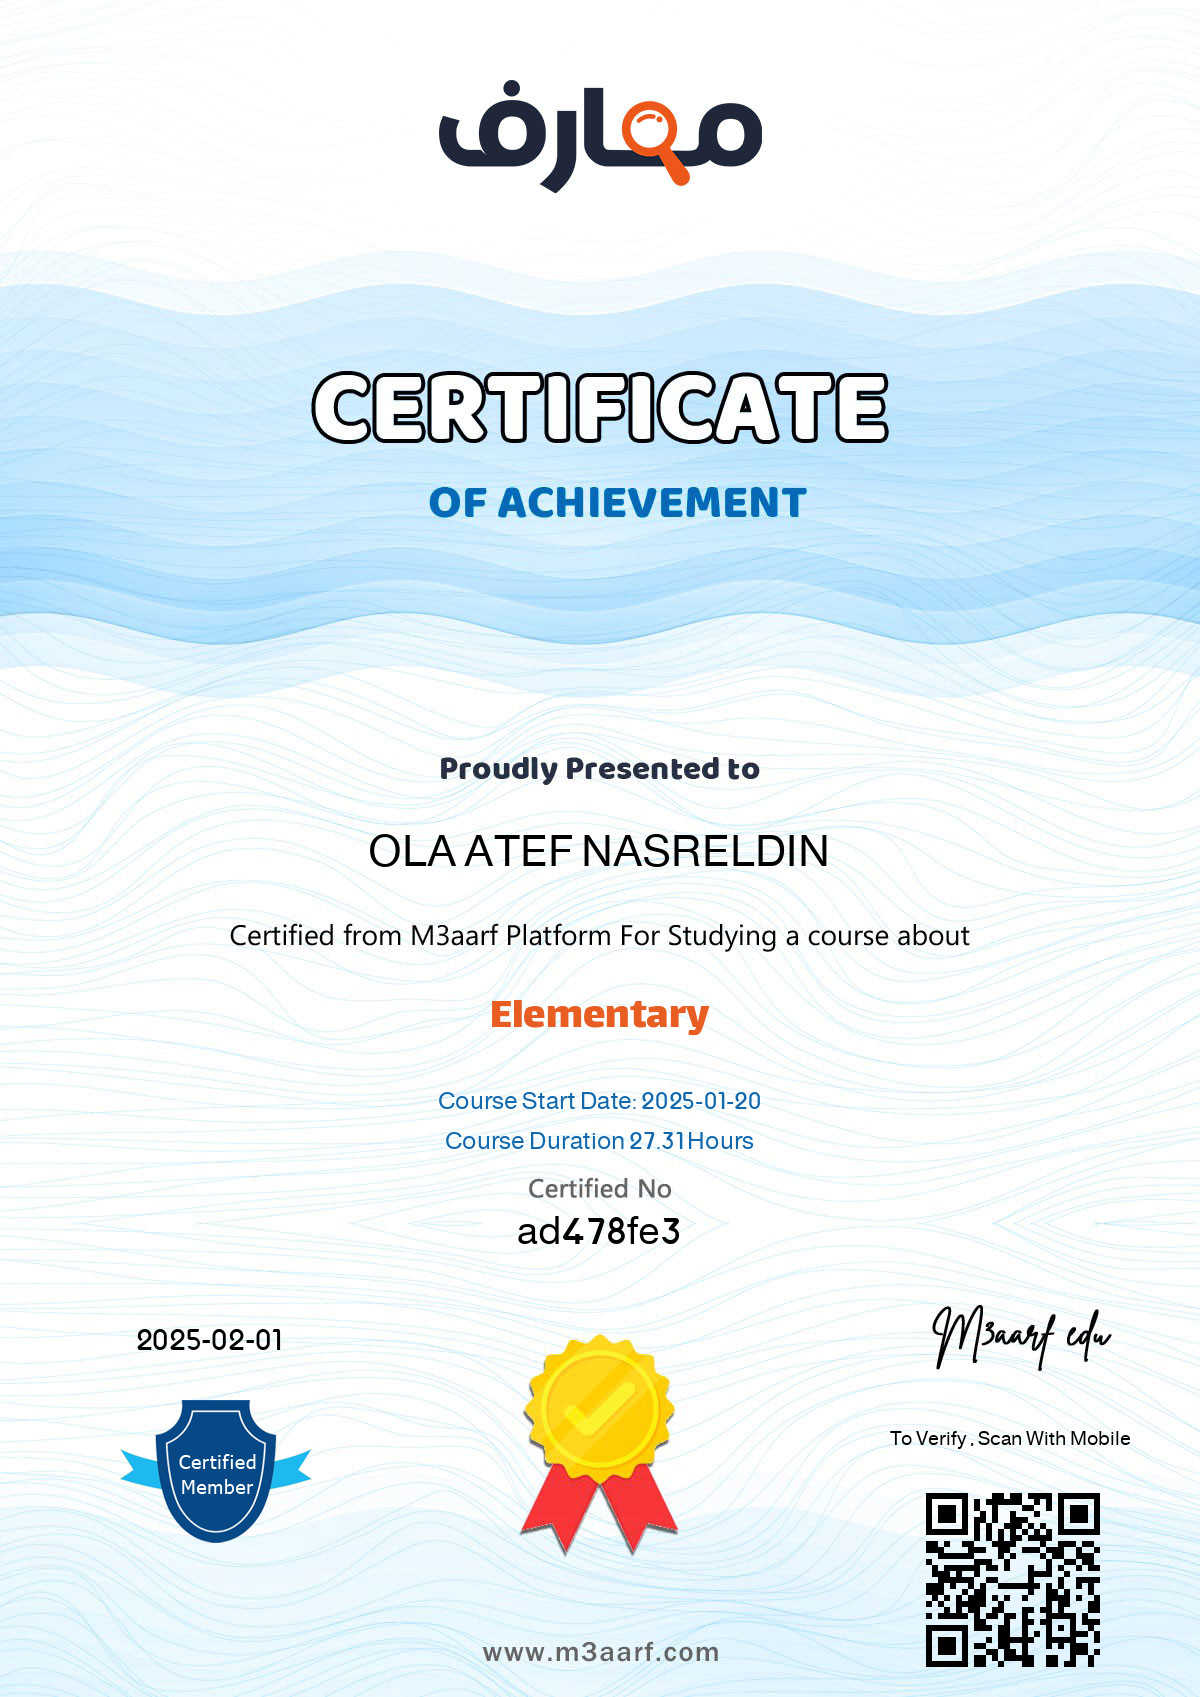 معارف
CERTIFICATE
OF ACHIEVEMENT
Proudly Presented to
OLA ATEF NASRELDIN
Certified from M3aarf Platform For Studying a course about
Elementary
Course Start Date: 2025-01-20
Course Duration 27.31Hours
Certified No
ad478fe3
2025-02-01
M3aarf edu
Certified
Member
To Verify , Scan With Mobile
www.m3aarf.com